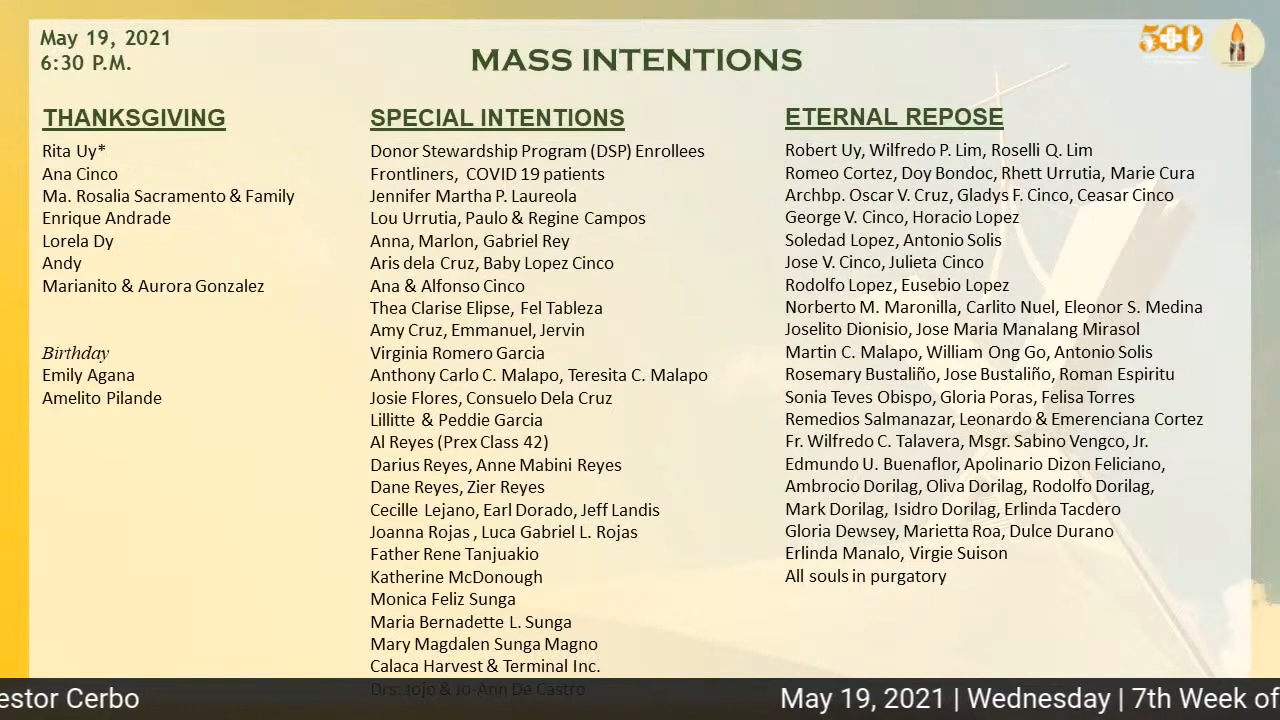 May 19, 2021
6:30 P.M.
MASS INTENTIONS
500
THANKSGIVING
Rita Uy*
Ana Cinco
Ma. Rosalia Sacramento & Family
Enrique Andrade
Lorela Dy
Andy
Marianito & Aurora Gonzalez
Birthday
Emily Agana
Amelito Pilande
SPECIAL INTENTIONS
Donor Stewardship Program (DSP) Enrollees
Frontliners, COVID 19 patients
Jennifer Martha P. Laureola
Lou Urrutia, Paulo & Regine Campos
Anna, Marlon, Gabriel Rey
Aris dela Cruz, Baby Lopez Cinco
Ana & Alfonso Cinco
Thea Clarise Elipse, Fel Tableza
Amy Cruz, Emmanuel, Jervin
Virginia Romero Garcia
Anthony Carlo C. Malapo, Teresita C. Malapo
Josie Flores, Consuelo Dela Cruz
Lillitte & Peddie Garcia
Al Reyes (Prex Class 42)
Darius Reyes, Anne Mabini Reyes
Dane Reyes, Zier Reyes
Cecille Lejano, Earl Dorado, Jeff Landis
Joanna Rojas , Luca Gabriel L. Rojas
Father Rene Tanjuakio
Katherine McDonough
Monica Feliz Sunga
Maria Bernadette L. Sunga
Mary Magdalen Sunga Magno
Calaca Harvest & Terminal Inc.
Drs. Jojo & Jo-Ann De Castro
ETERNAL REPOSE
Robert Uy, Wilfredo P. Lim, Roselli Q. Lim
Romeo Cortez, Doy Bondoc, Rhett Urrutia, Marie Cura
Archbp. Oscar V. Cruz, Gladys F. Cinco, Ceasar Cinco
George V. Cinco, Horacio Lopez
Soledad Lopez, Antonio Solis
Jose V. Cinco, Julieta Cinco
Rodolfo Lopez, Eusebio Lopez
Norberto M. Maronilla, Carlito Nuel, Eleonor S. Medina
Joselito Dionisio, Jose Maria Manalang Mirasol
Martin C. Malapo, William Ong Go, Antonio Solis
Rosemary Bustaliño, Jose Bustaliño, Roman Espiritu
Sonia Teves Obispo, Gloria Poras, Felisa Torres
Remedios Salmanazar, Leonardo & Emerenciana Cortez
Fr. Wilfredo C. Talavera, Msgr. Sabino Vengco, Jr.
Edmundo U. Buenaflor, Apolinario Dizon Feliciano,
Ambrocio Dorilag, Oliva Dorilag, Rodolfo Dorilag,
Mark Dorilag, Isidro Dorilag, Erlinda Tacdero
Gloria Dewsey, Marietta Roa, Dulce Durano
Erlinda Manalo, Virgie Suison
All souls in purgatory
estor Cerbo
May 19, 2021 | Wednesday | 7th Week of